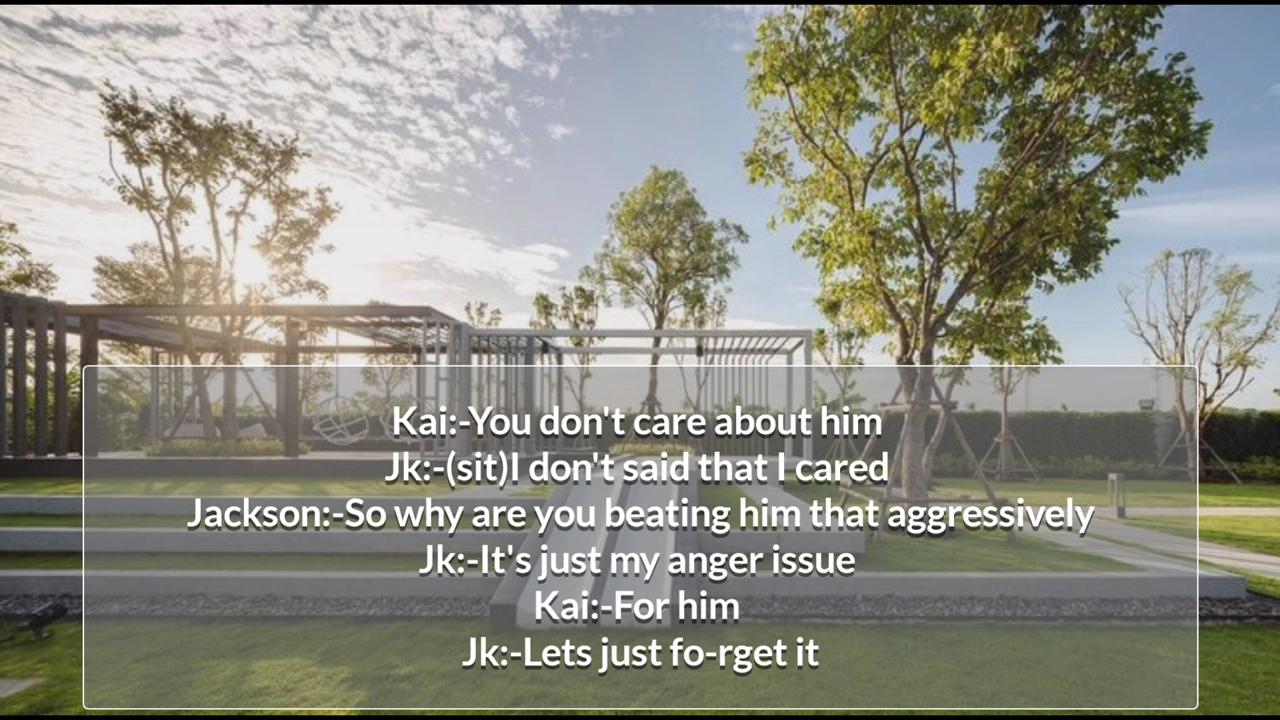 Kai:-You don't care about him
Jk:-(sit)I don't said that I cared
Jackson:-So why are you beating him that aggressively
Jk:-It's just my anger issue
Kai:-For him
Jk:-Lets just fo-rget it